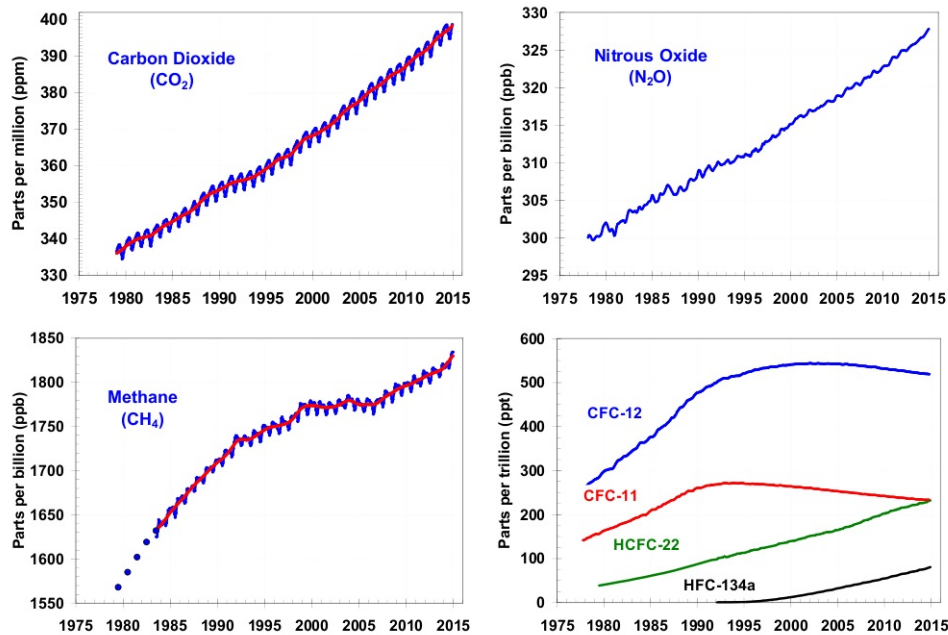 Parts per million (ppm)
400
390
380
370
360
350
340
330
Carbon Dioxide
(CO₂)
1975 1980 1985 1990 1995 2000 2005 2010 2015
Parts per billion (ppb)
330
325
320
315
310
305
300
295
Nitrous Oxide
(N₂O)
1975 1980 1985 1990 1995 2000 2005 2010 2015
Parts per billion (ppb)
1850
1800
1750
1700
1650
1600
1550
Methane
(CH₄)
1975 1980 1985 1990 1995 2000 2005 2010 2015
Parts per trillion (ppt)
600
500
400
300
200
100
0
CFC-12
CFC-11
HCFC-22
HFC-134a
1975 1980 1985 1990 1995 2000 2005 2010 2015